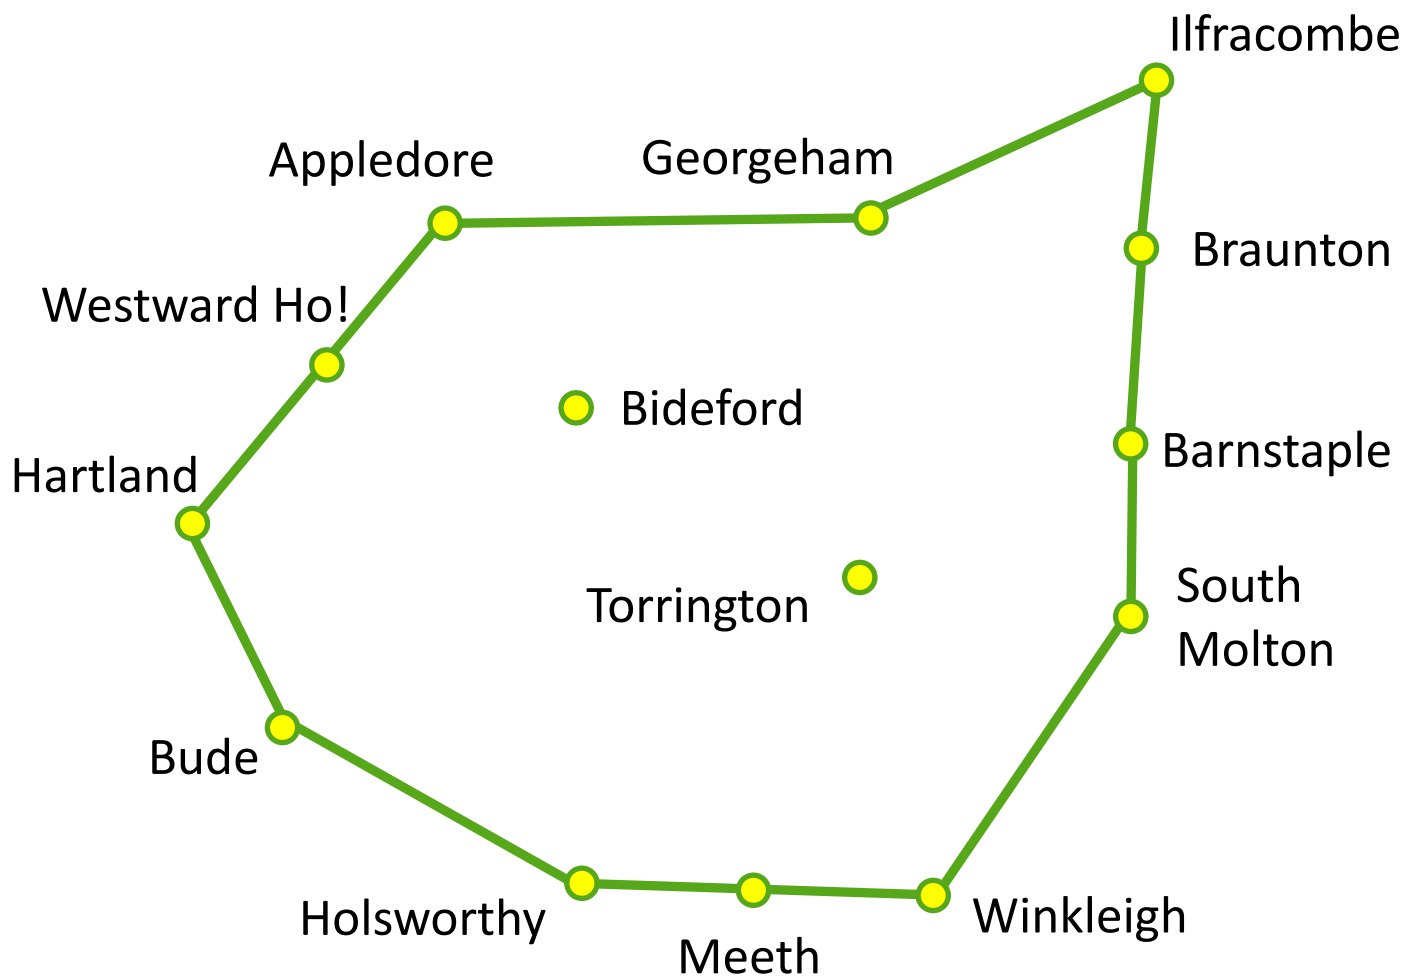 Ilfracombe
Appledore
Georgeham
Braunton
Westward Ho!
Bideford
Barnstaple
Hartland
South
Molton
Torrington
Bude
Holsworthy
Winkleigh
Meeth